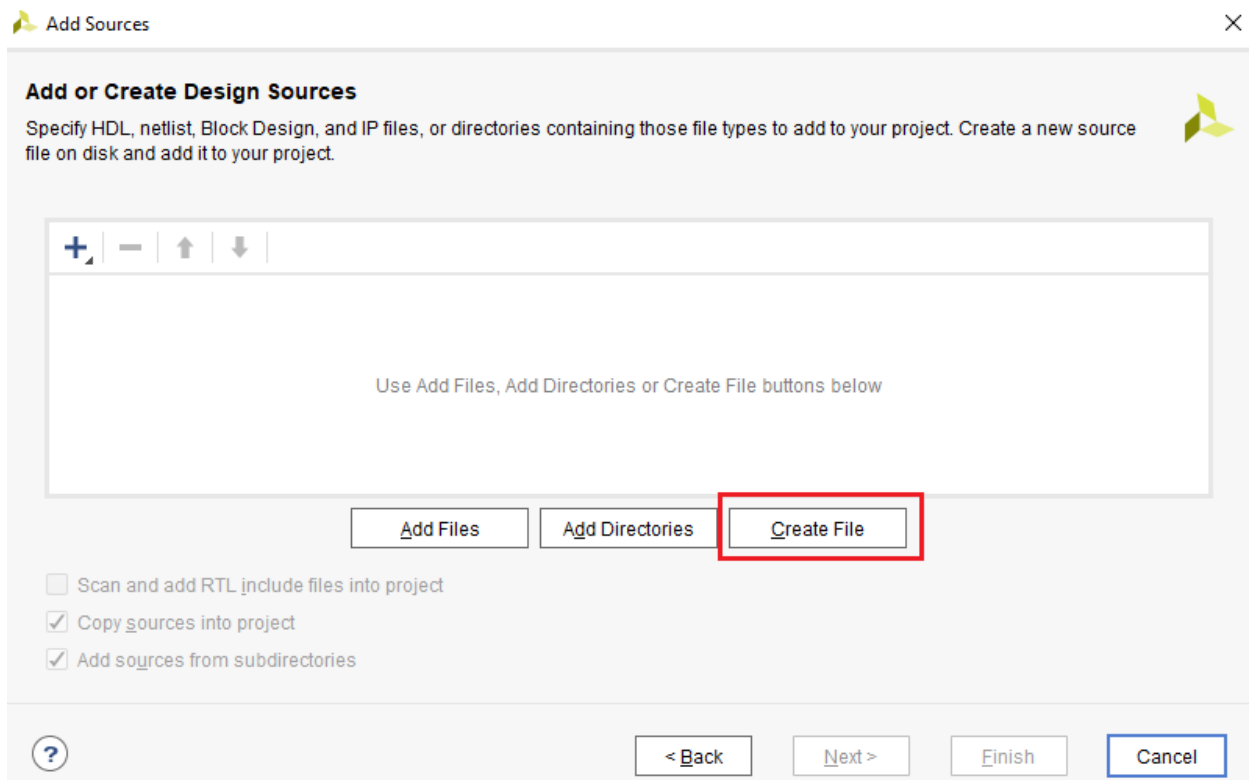 Add Sources
Add or Create Design Sources
Specify HDL, netlist, Block Design, and IP files, or directories containing those file types to add to your project. Create a new source
file on disk and add it to your project.
Use Add Files, Add Directories or Create File buttons below
Add Files
Add Directories
Create File
Scan and add RTL include files into project
Copy sources into project
Add sources from subdirectories
?
< Back
Next >
Finish
Cancel